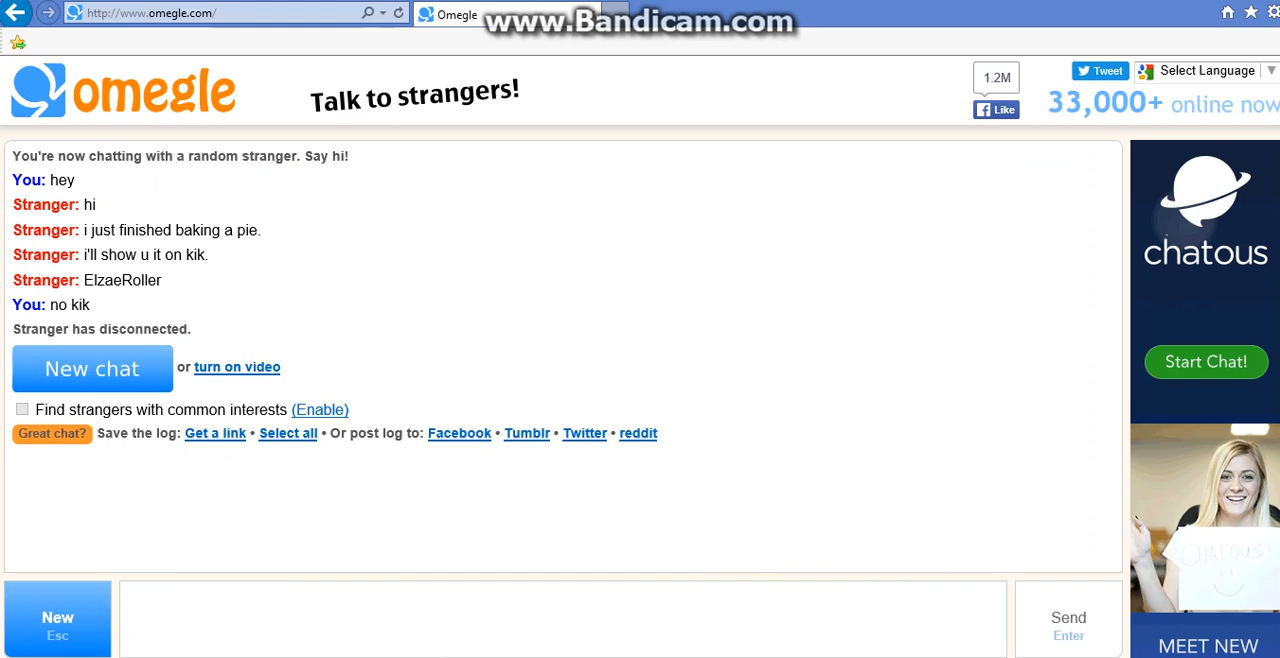 http://www.omegle.com/
Omegle
www.Bandicam.com
omegle
Talk to strangers!
1.2M
Like
Tweet
Select Language
33,000+ online now
You're now chatting with a random stranger. Say hi!
You: hey
Stranger: hi
Stranger: i just finished baking a pie.
Stranger: i'll show u it on kik.
Stranger: ElzaeRoller
You: no kik
Stranger has disconnected.
New chat or turn on video
Find strangers with common interests (Enable)
Great chat? Save the log: Get a link • Select all • Or post log to: Facebook • Tumblr • Twitter • reddit
New
Esc
Send
Enter
chatous
Start Chat!
CHATOUS!
MEET NEW